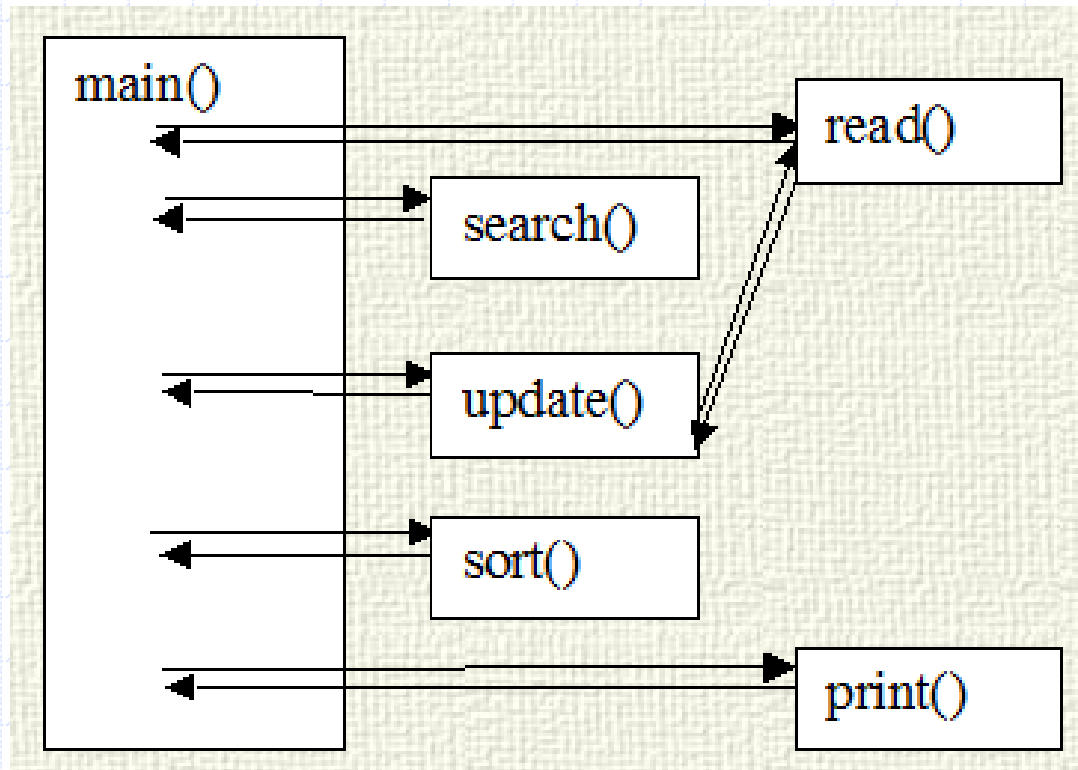 main()
read()
search()
update()
sort()
print()